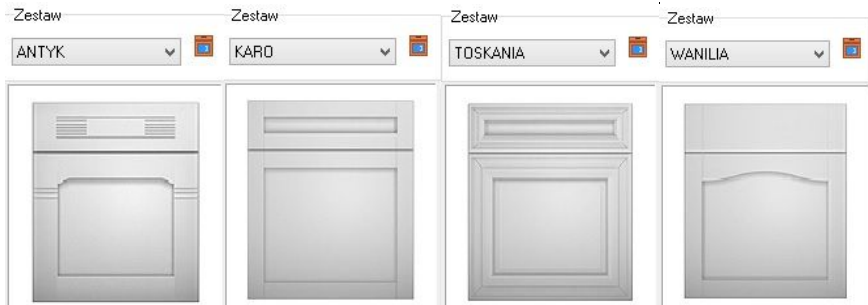 Zestaw
ANTYK
Zestaw
KARO
Zestaw
TOSKANIA
Zestaw
WANILIA